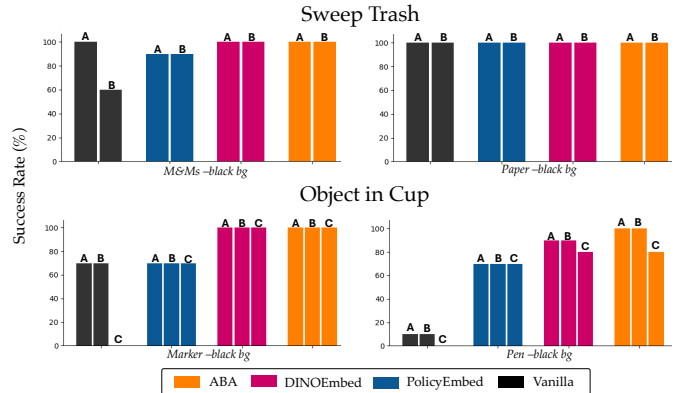 Sweep Trash
Success Rate (%)
100
80
60
40
20
0
A
B
A B
A B
A B
M&Ms –black bg
100
80
60
40
20
0
A B
A B
A B
A B
Paper –black bg
Object in Cup
100
80
60
40
20
0
A B C
A B C
A B C
A B C
Marker –black bg
100
80
60
40
20
0
A B C
A B C
A B C
A B C
Pen –black bg
ABA DINOEmbed PolicyEmbed Vanilla